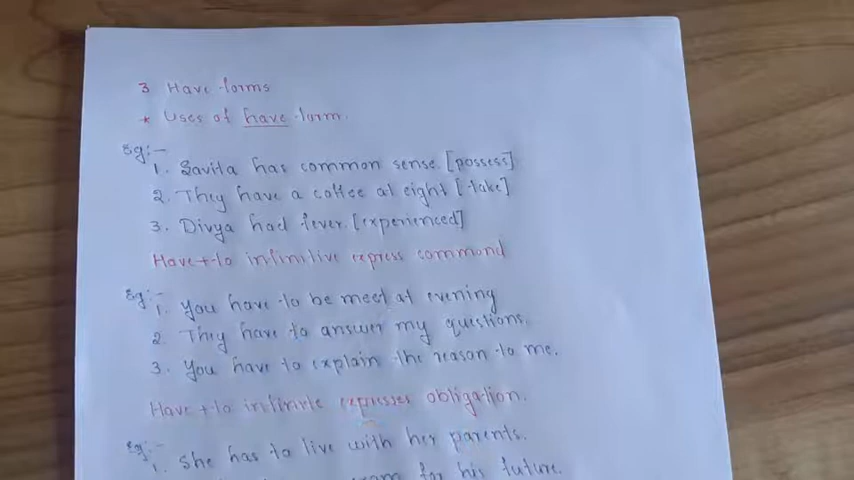 3 Have forms
* Uses of have form.
Eg:-
1. Savita has common sense. [possess]
2. They have a coffee at eight [take]
3. Divya had fever. [experienced]
Have + to infinitive express command
Eg:-
1. You have to be meet at evening
2. They have to answer my questions.
3. You have to explain the reason to me.
Have + to infinitive expresses obligation.
Eg:-
1. She has to live with her parents.
exam for his future.